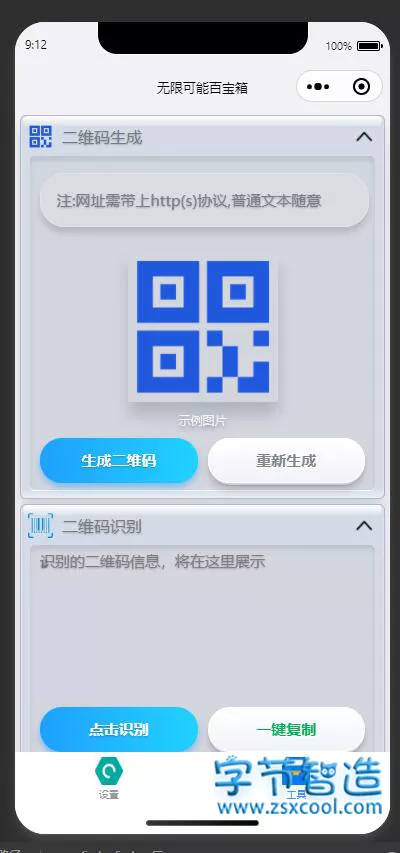 9:12
100%
无限可能百宝箱
二维码生成
注:网址需带上http(s)协议,普通文本随意
示例图片
生成二维码
重新生成
二维码识别
识别的二维码信息，将在这里展示
点击识别
一键复制
设置
工具
字节智造
www.zsxcool.com